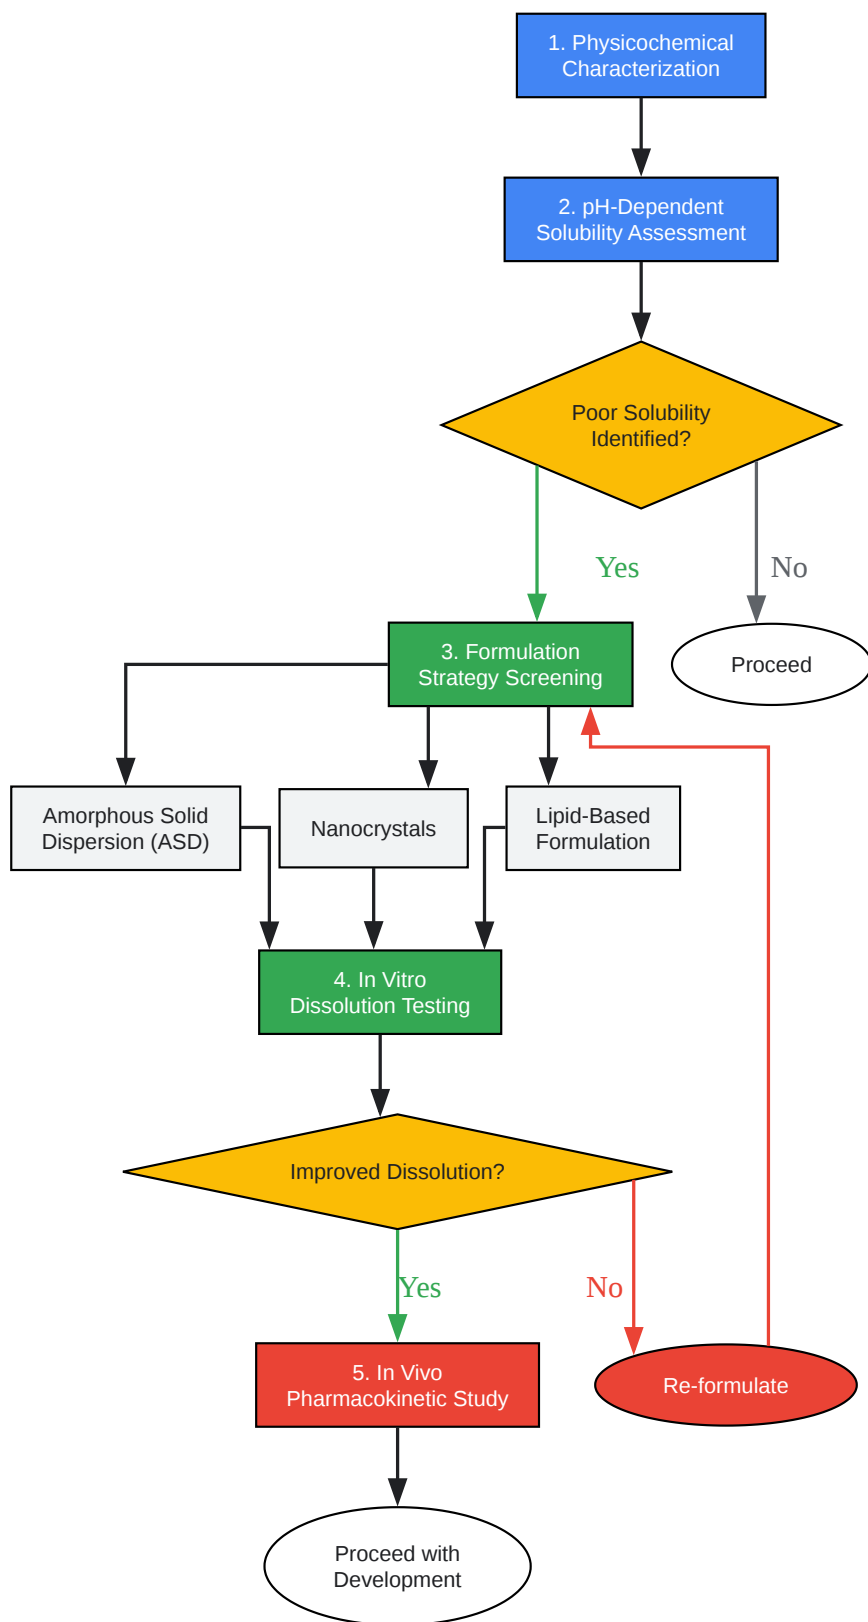 1. Physicochemical
Characterization
2. pH-Dependent
Solubility Assessment
Poor Solubility
Identified?
Yes
No
3. Formulation
Strategy Screening
Proceed
Amorphous Solid
Dispersion (ASD)
Nanocrystals
Lipid-Based
Formulation
4. In Vitro
Dissolution Testing
Improved Dissolution?
Yes
No
5. In Vivo
Pharmacokinetic Study
Re-formulate
Proceed with
Development